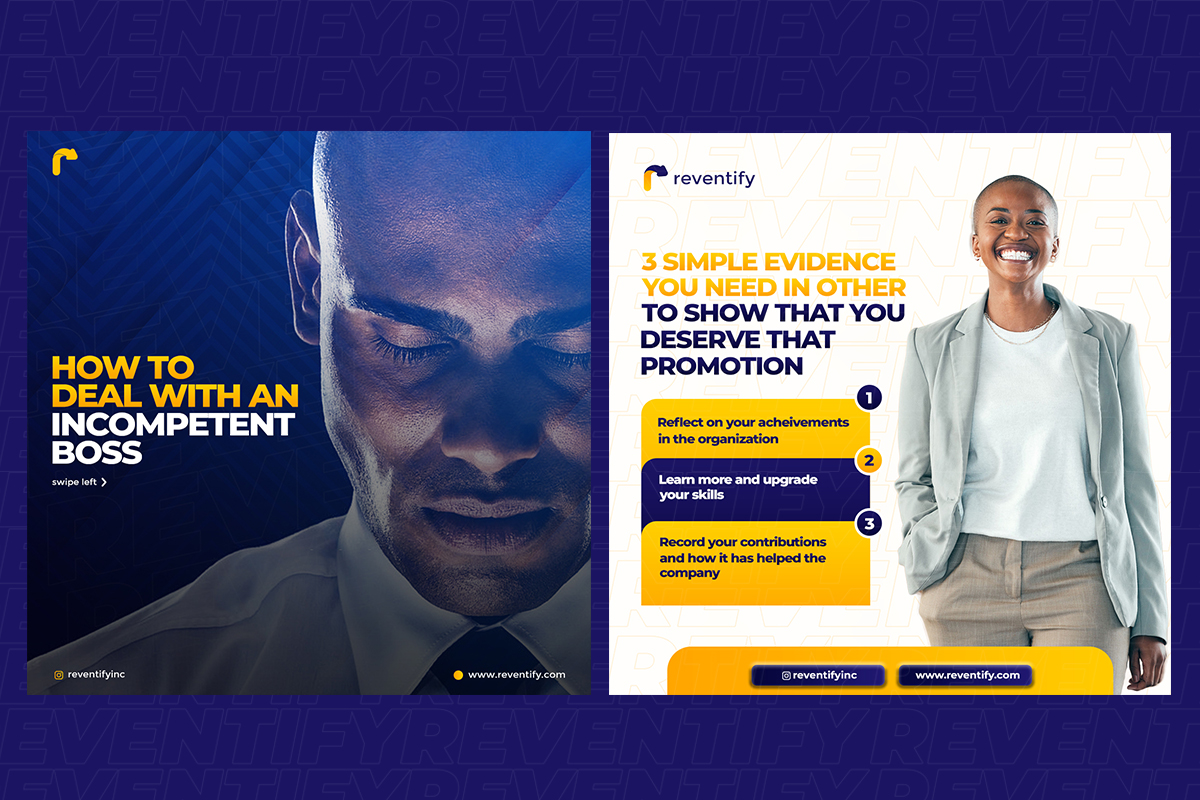 REVENTIFYREVENTIFY
HOW TO
DEAL WITH AN
INCOMPETENT
BOSS
swipe left
reventifyinc
www.reventify.com
reventify
3 SIMPLE EVIDENCE
YOU NEED IN OTHER
TO SHOW THAT YOU
DESERVE THAT
PROMOTION
1
Reflect on your acheivements
in the organization
2
Learn more and upgrade
your skills
3
Record your contributions
and how it has helped the
company
reventifyinc
www.reventify.com